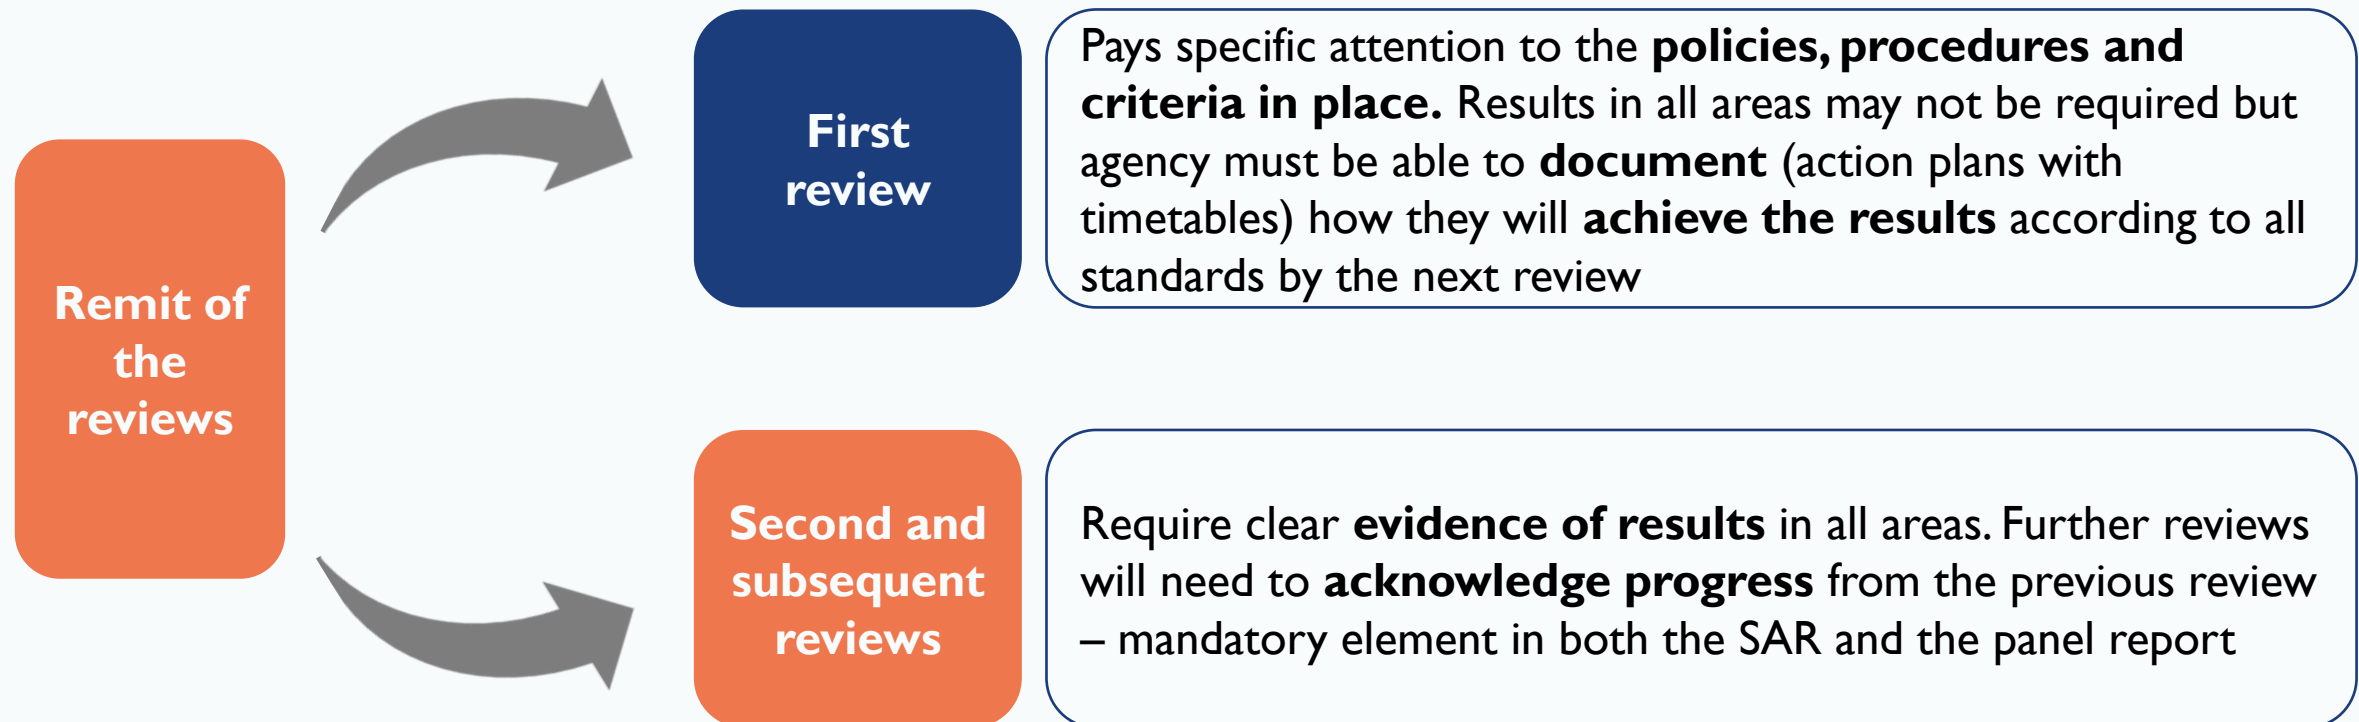 Remit of
the
reviews
First
review
Pays specific attention to the policies, procedures and
criteria in place. Results in all areas may not be required but
agency must be able to document (action plans with
timetables) how they will achieve the results according to all
standards by the next review
Second and
subsequent
reviews
Require clear evidence of results in all areas. Further reviews
will need to acknowledge progress from the previous review
– mandatory element in both the SAR and the panel report